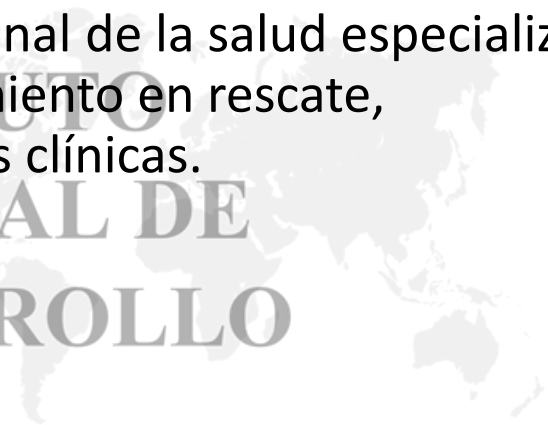 nal de la salud especializ
UTO
niento en rescate,
s clínicas.
AL DE
ROLLO